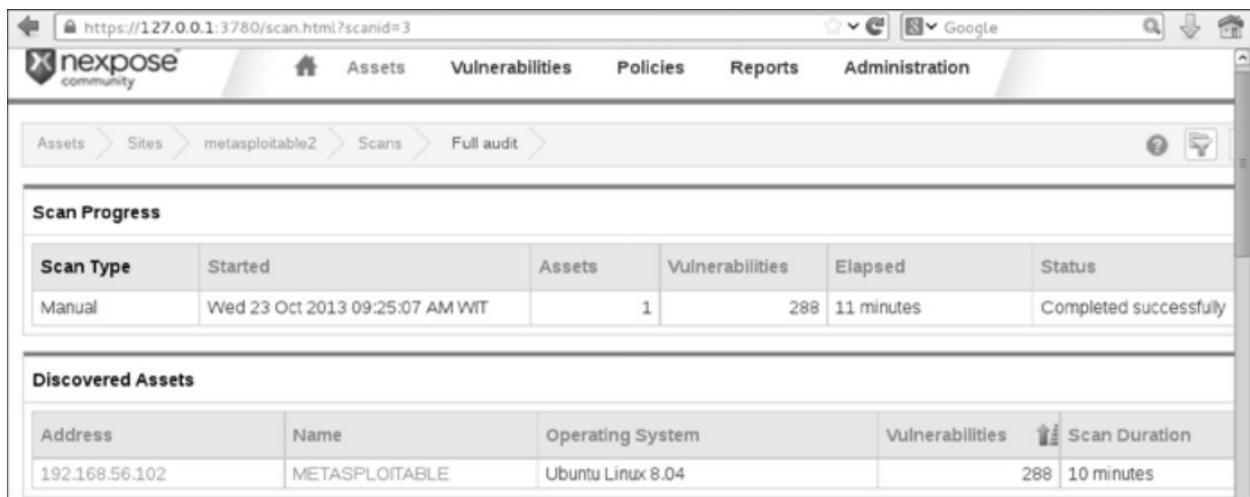 https://127.0.0.1:3780/scan.html?scanid=3 Google
nexpose community Assets Vulnerabilities Policies Reports Administration
Assets Sites metasploitable2 Scans Full audit
Scan Progress
Scan Type Started Assets Vulnerabilities Elapsed Status
Manual Wed 23 Oct 2013 09:25:07 AM WIT 1 288 11 minutes Completed successfully
Discovered Assets
Address Name Operating System Vulnerabilities Scan Duration
192.168.56.102 METASPLOITABLE Ubuntu Linux 8.04 288 10 minutes